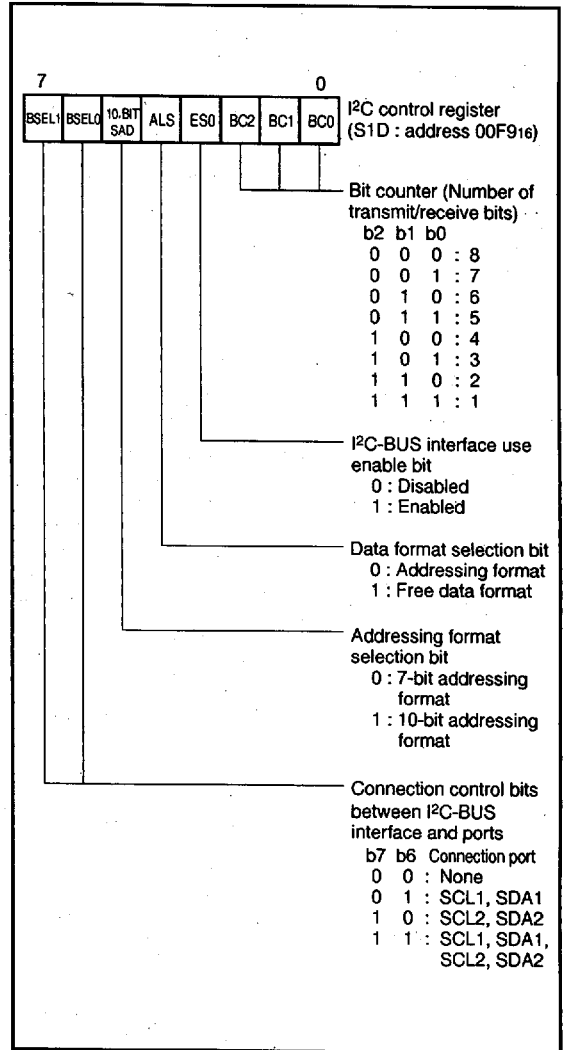 7 0
BSEL1 BSEL0 10.BIT SAD ALS ES0 BC2 BC1 BC0
I²C control register
(S1D : address 00F916)
Bit counter (Number of
transmit/receive bits)
b2 b1 b0
0 0 0 : 8
0 0 1 : 7
0 1 0 : 6
0 1 1 : 5
1 0 0 : 4
1 0 1 : 3
1 1 0 : 2
1 1 1 : 1
I²C-BUS interface use
enable bit
0 : Disabled
1 : Enabled
Data format selection bit
0 : Addressing format
1 : Free data format
Addressing format
selection bit
0 : 7-bit addressing
format
1 : 10-bit addressing
format
Connection control bits
between I²C-BUS
interface and ports
b7 b6 Connection port
0 0 : None
0 1 : SCL1, SDA1
1 0 : SCL2, SDA2
1 1 : SCL1, SDA1,
SCL2, SDA2